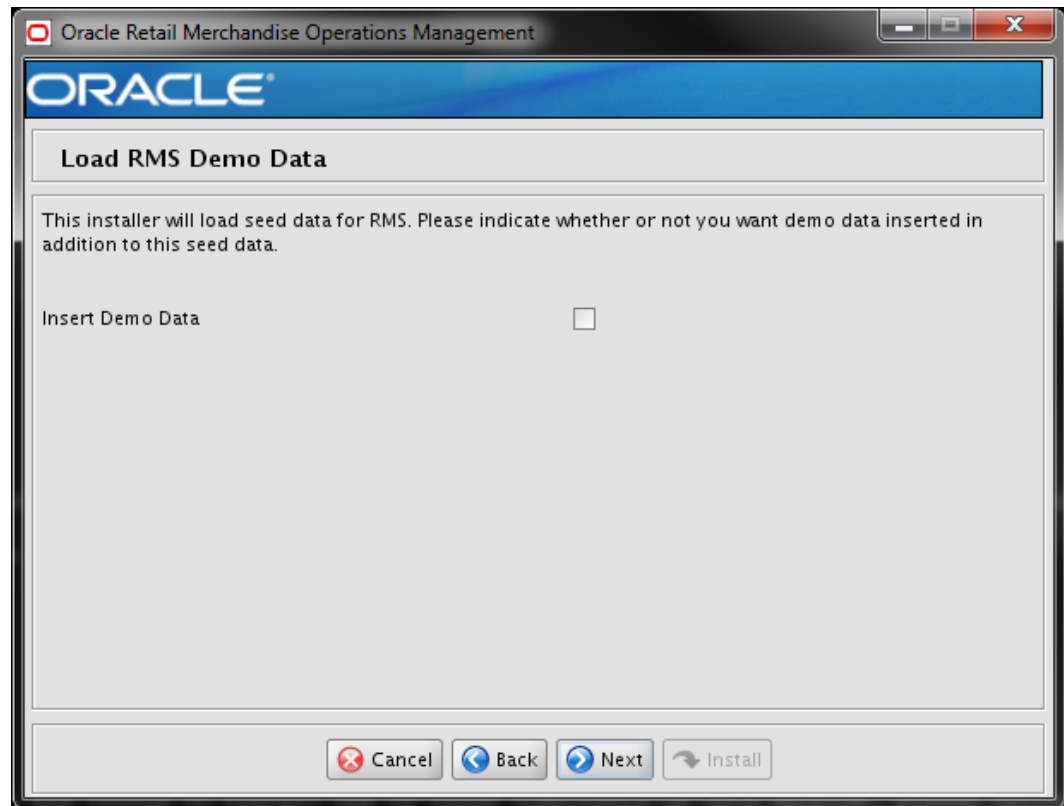 Oracle Retail Merchandise Operations Management
ORACLE®
Load RMS Demo Data
This installer will load seed data for RMS. Please indicate whether or not you want demo data inserted in
addition to this seed data.
Insert Demo Data
Cancel Back Next Install